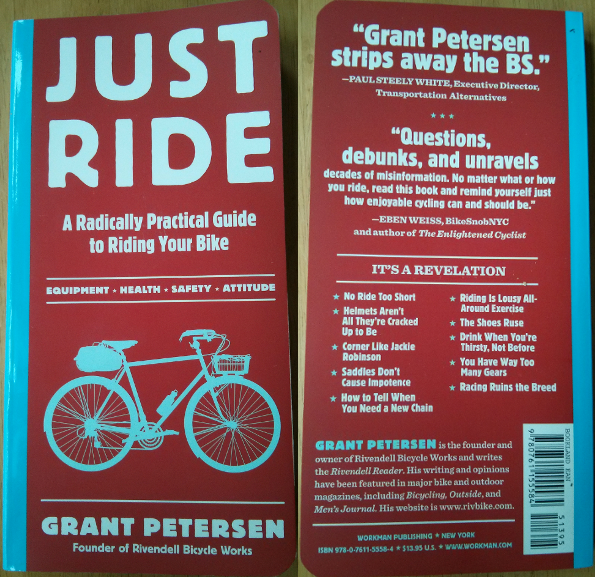 JUST
RIDE
A Radically Practical Guide
to Riding Your Bike
EQUIPMENT ★ HEALTH ★ SAFETY ★ ATTITUDE
GRANT PETERSEN
Founder of Rivendell Bicycle Works
“Grant Petersen
strips away the BS.”
—PAUL STEELY WHITE, Executive Director,
Transportation Alternatives
★ ★ ★
“Questions,
debunks, and unravels
decades of misinformation. No matter what or how
you ride, read this book and remind yourself just
how enjoyable cycling can and should be.”
—EBEN WEISS, BikeSnobNYC
and author of The Enlightened Cyclist
IT'S A REVELATION
★ No Ride Too Short
★ Helmets Aren't
All They're Cracked
Up to Be
★ Corner Like Jackie
Robinson
★ Saddles Don't
Cause Impotence
★ How to Tell When
You Need a New Chain
★ Riding Is Lousy All-
Around Exercise
★ The Shoes Ruse
★ Drink When You're
Thirsty, Not Before
★ You Have Way Too
Many Gears
★ Racing Ruins the Breed
GRANT PETERSEN is the founder and
owner of Rivendell Bicycle Works and writes
the Rivendell Reader. His writing and opinions
have been featured in major bike and outdoor
magazines, including Bicycling, Outside, and
Men's Journal. His website is www.rivbike.com.
WORKMAN PUBLISHING ★ NEW YORK
ISBN 978-0-7611-5558-4 ★ $13.95 U.S. ★ WWW.WORKMAN.COM
BOOKLAND EAN
9780761155584
51395